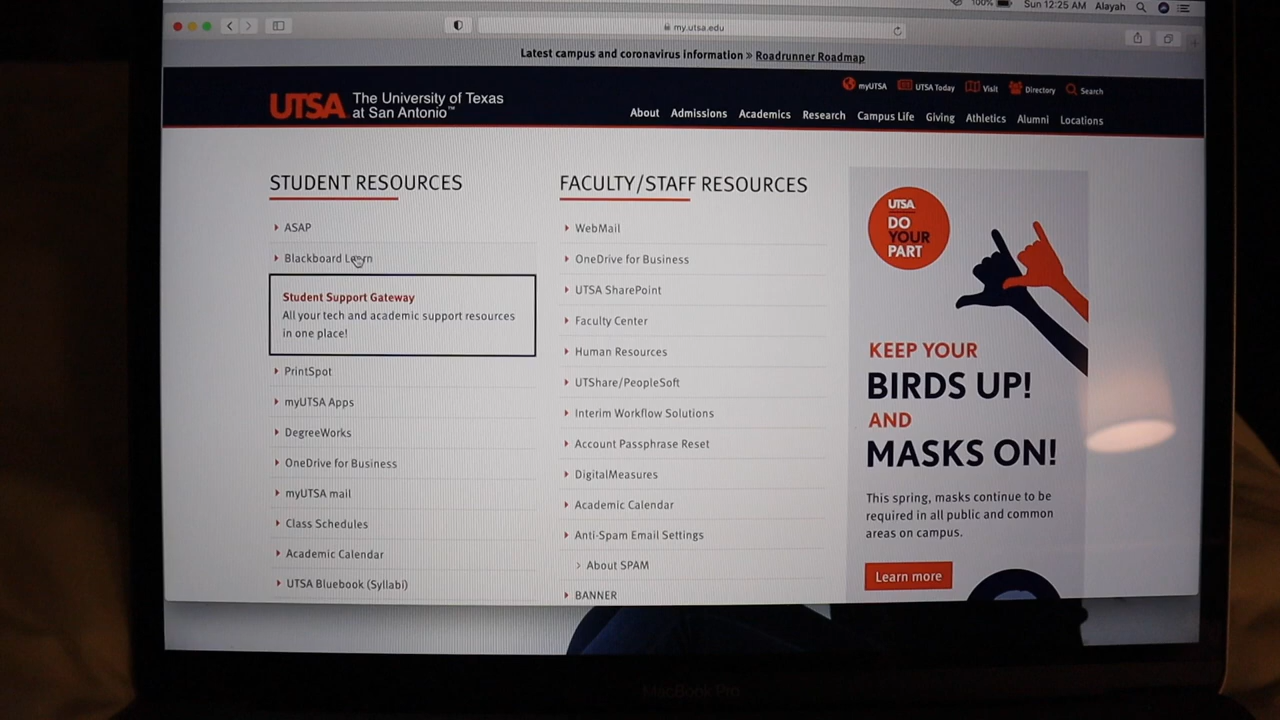 100% Sun 12:25 AM Alayah
my.utsa.edu
Latest campus and coronavirus information » Roadrunner Roadmap
myUTSA UTSA Today Visit Directory Search
UTSA The University of Texas
at San Antonio™
About Admissions Academics Research Campus Life Giving Athletics Alumni Locations
STUDENT RESOURCES
ASAP
Blackboard Learn
Student Support Gateway
All your tech and academic support resources
in one place!
PrintSpot
myUTSA Apps
DegreeWorks
OneDrive for Business
myUTSA mail
Class Schedules
Academic Calendar
UTSA Bluebook (Syllabi)
FACULTY/STAFF RESOURCES
WebMail
OneDrive for Business
UTSA SharePoint
Faculty Center
Human Resources
UTShare/PeopleSoft
Interim Workflow Solutions
Account Passphrase Reset
DigitalMeasures
Academic Calendar
Anti-Spam Email Settings
> About SPAM
BANNER
UTSA
DO
YOUR
PART
KEEP YOUR
BIRDS UP!
AND
MASKS ON!
This spring, masks continue to be
required in all public and common
areas on campus.
Learn more
MacBook Pro